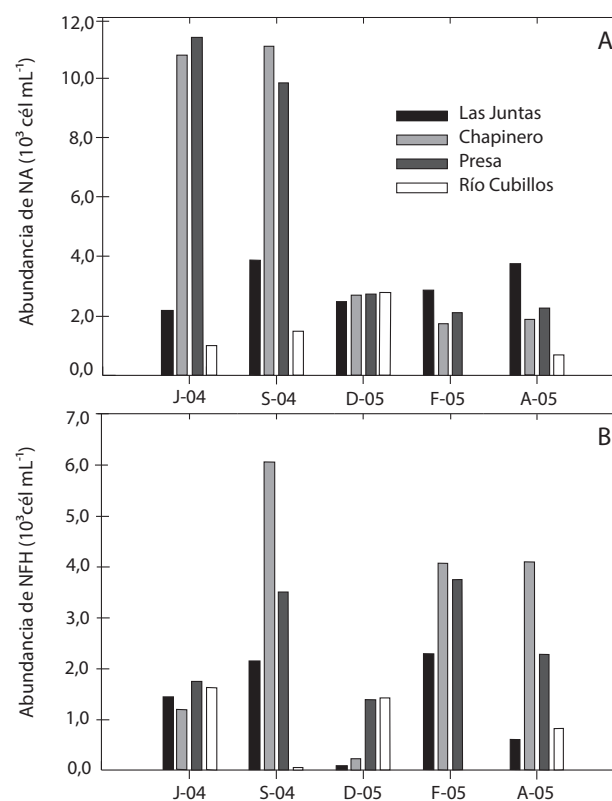 12,0
10,0
8,0
6,0
4,0
2,0
0,0
Abundancia de NA (10³ cél mL⁻¹)
A
Las Juntas
Chapinero
Presa
Río Cubillos
J-04 S-04 D-05 F-05 A-05
7,0
6,0
5,0
4,0
3,0
2,0
1,0
0,0
Abundancia de NFH (10³cél mL⁻¹)
B
J-04 S-04 D-05 F-05 A-05